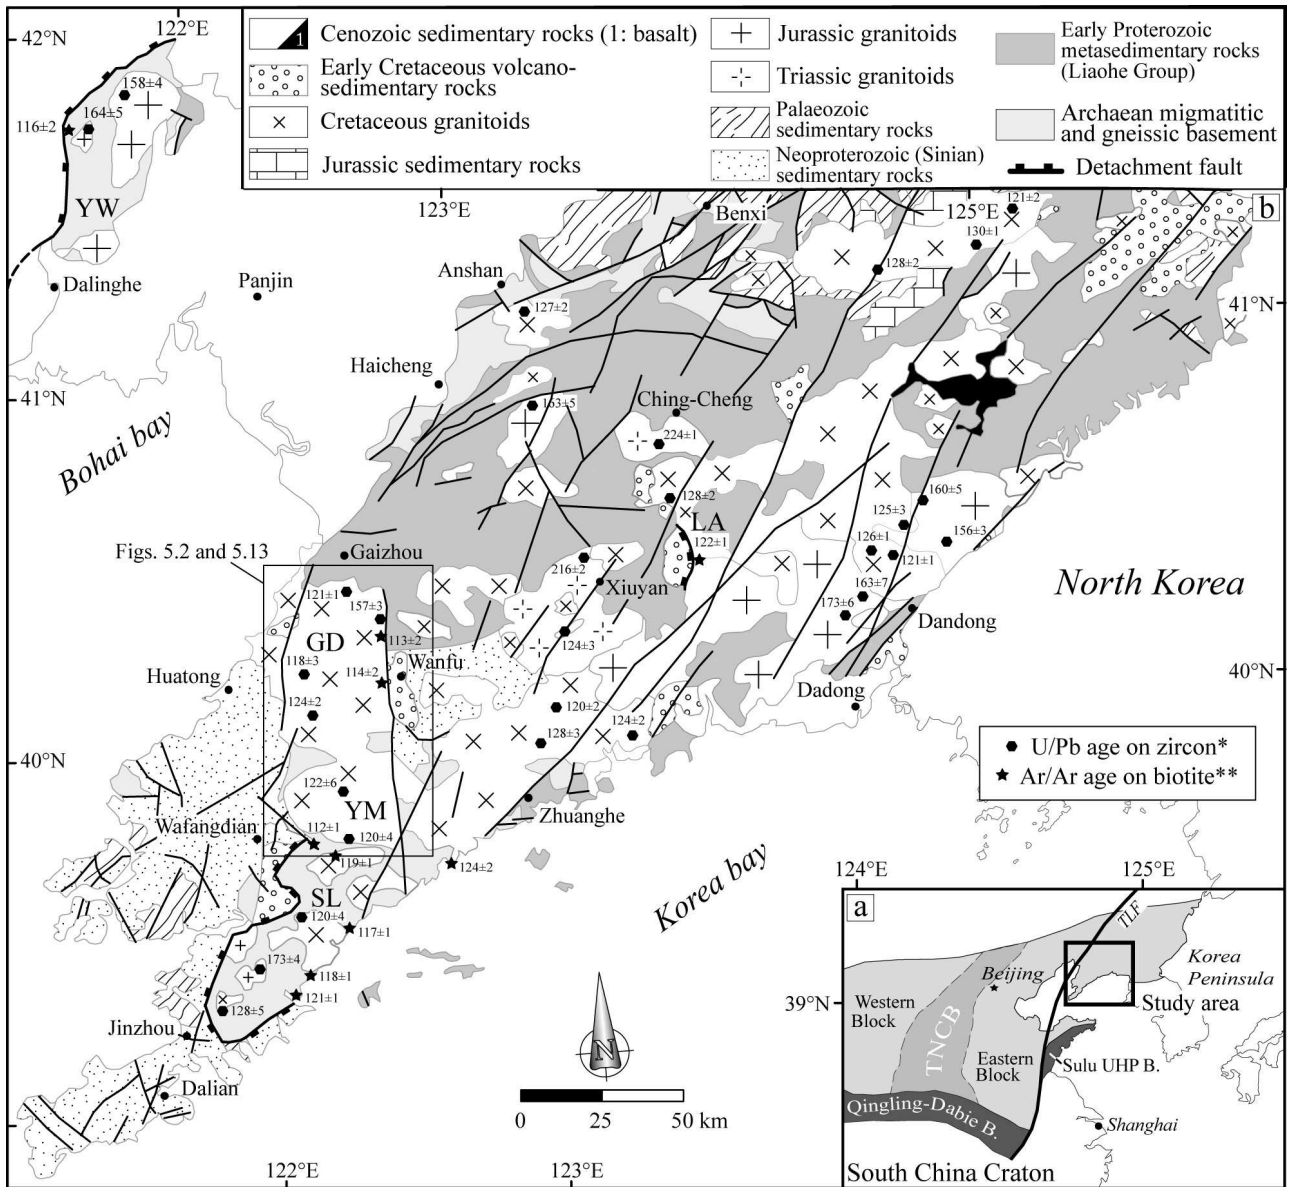 42°N
122°E
1
Cenozoic sedimentary rocks (1: basalt)
Early Cretaceous volcano-
sedimentary rocks
Cretaceous granitoids
Jurassic sedimentary rocks
Jurassic granitoids
Triassic granitoids
Palaeozoic
sedimentary rocks
Neoproterozoic (Sinian)
sedimentary rocks
Early Proterozoic
metasedimentary rocks
(Liaohe Group)
Archaean migmatitic
and gneissic basement
Detachment fault
158±4
164±5
116±2
YW
Dalinghe
Panjin
123°E
Benxi
125°E
121±2
b
130±1
128±2
Anshan
127±2
41°N
Haicheng
41°N
163±5
Ching-Cheng
224±1
Bohai bay
128±2
LA
122±1
160±5
125±3
156±3
126±1
121±1
163±7
173±6
Figs. 5.2 and 5.13
Gaizhou
216±2
Xiuyan
North Korea
Dandong
121±1
157±3
GD
113±2
124±3
118±3
114±2
Wanfu
Huatong
40°N
Dadong
124±2
120±2
124±2
128±3
U/Pb age on zircon*
Ar/Ar age on biotite**
40°N
122±6
YM
Zhuanghe
Wafangdian
112±1
120±4
119±1
124±2
Korea bay
124°E
125°E
SL
120±4
117±1
a
TLF
173±4
118±1
121±1
128±5
Beijing
Korea
Peninsula
39°N
Western
Block
Study area
TNCB
Eastern
Block
Sulu UHP B.
Jinzhou
N
Dalian
0
25
50 km
Qingling-Dabie B.
Shanghai
South China Craton
122°E
123°E